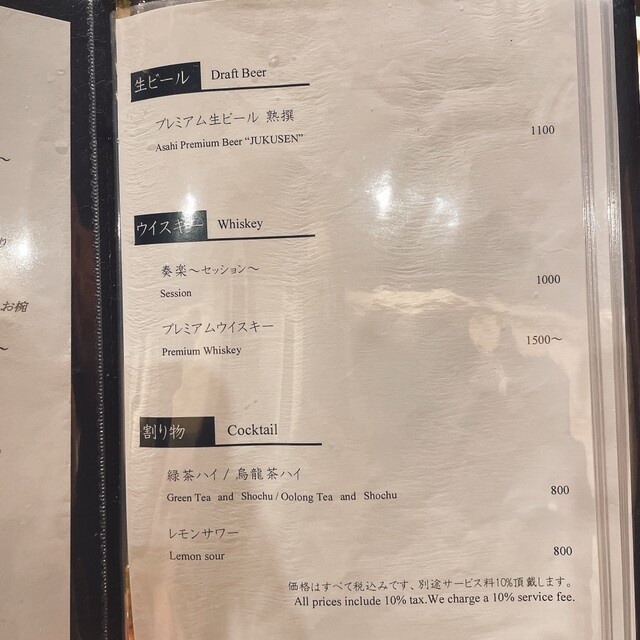 生ビール Draft Beer
プレミアム生ビール 熟撰
Asahi Premium Beer “JUKUSEN” 1100
ウイスキー Whiskey
奏楽～セッション～
Session 1000
プレミアムウイスキー
Premium Whiskey 1500～
割り物 Cocktail
緑茶ハイ / 烏龍茶ハイ
Green Tea and Shochu / Oolong Tea and Shochu 800
レモンサワー
Lemon sour 800
価格はすべて税込みです、別途サービス料10%頂戴します。
All prices include 10% tax.We charge a 10% service fee.
～
り
お椀
～